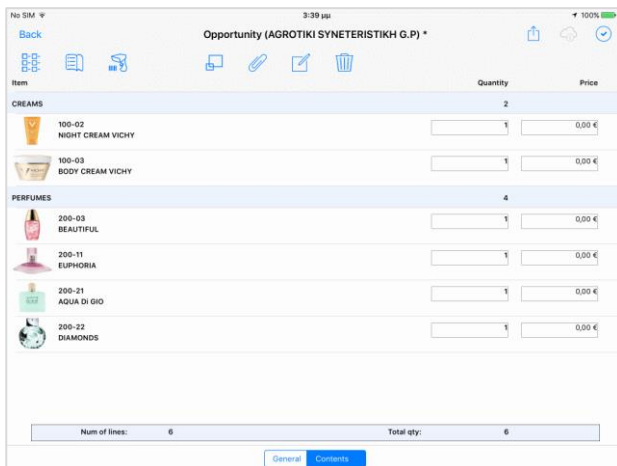 No SIM 3:39 μμ 100%
Back Opportunity (AGROTIKI SYNETERISTIKH G.P) *
Item Quantity Price
CREAMS 2
100-02 1 0,00 €
NIGHT CREAM VICHY
100-03 1 0,00 €
BODY CREAM VICHY
PERFUMES 4
200-03 1 0,00 €
BEAUTIFUL
200-11 1 0,00 €
EUPHORIA
200-21 1 0,00 €
AQUA Di GIO
200-22 1 0,00 €
DIAMONDS
Num of lines: 6 Total qty: 6
General Contents